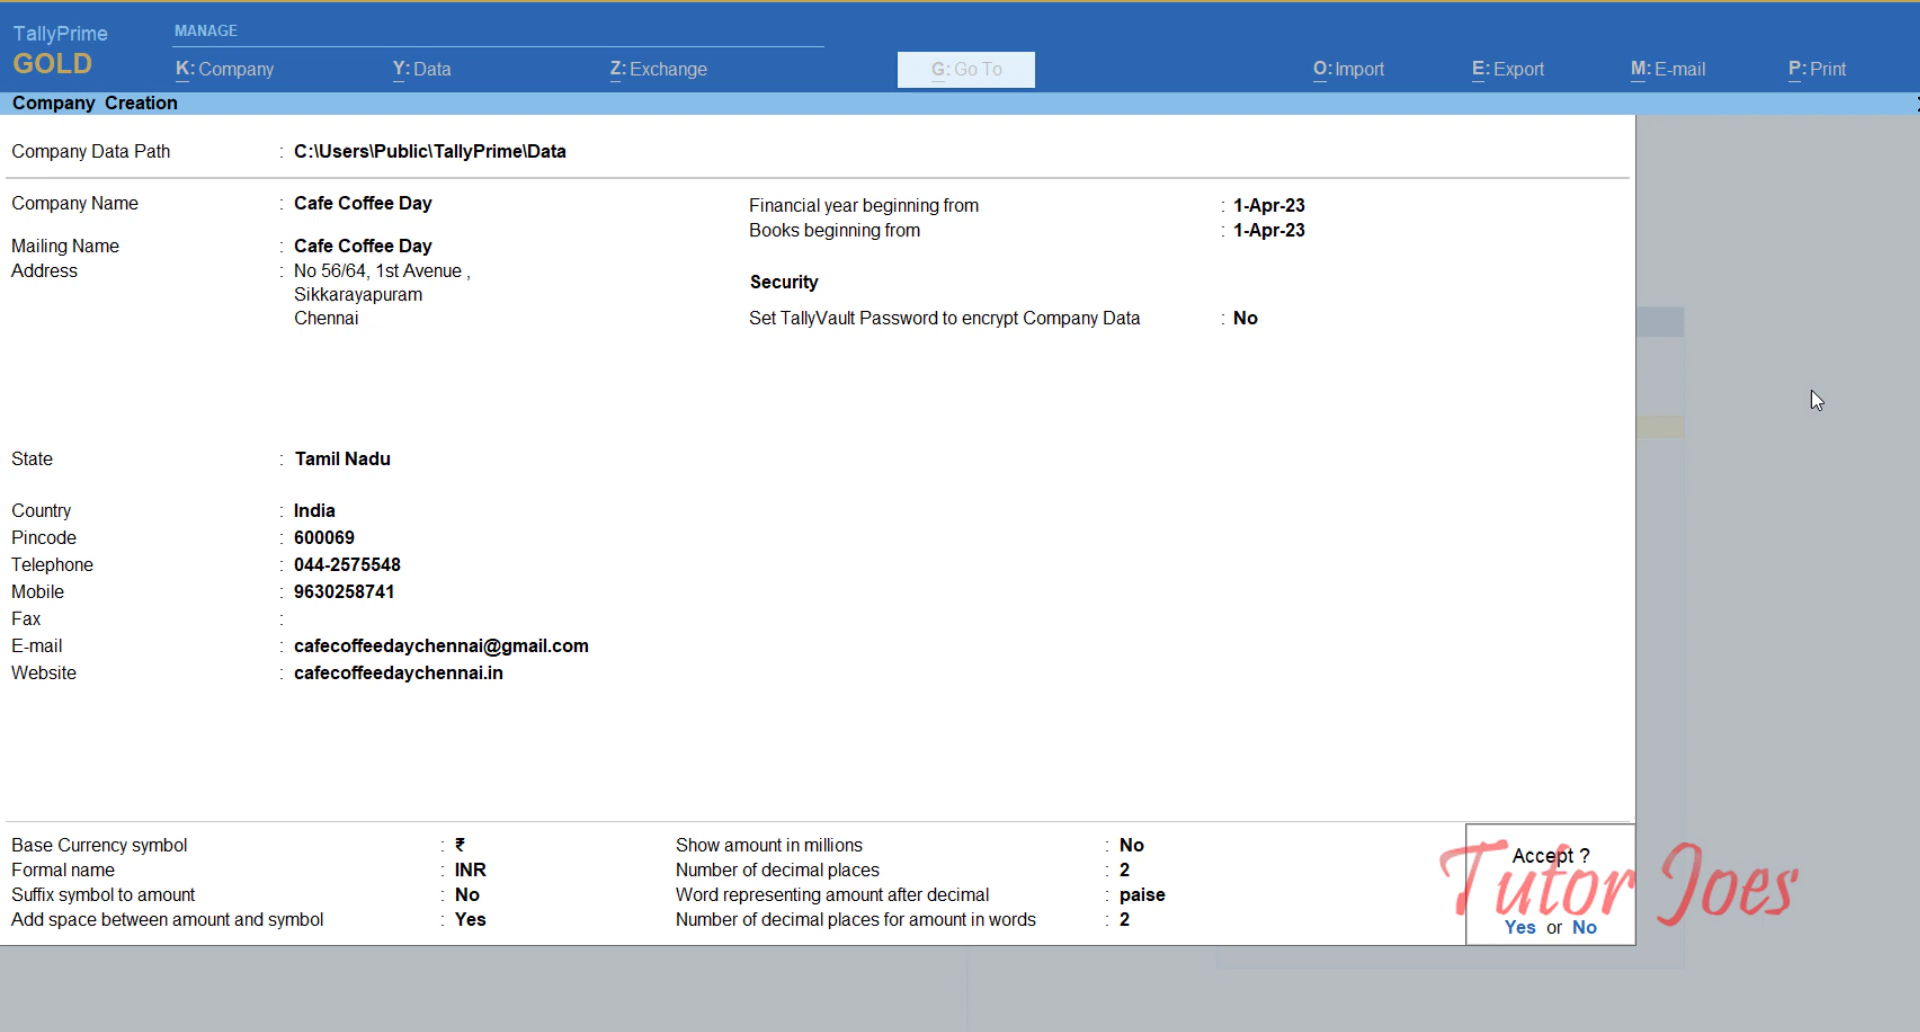 TallyPrime
GOLD
MANAGE
K: Company Y: Data Z: Exchange G: Go To O: Import E: Export M: E-mail P: Print
Company Creation
Company Data Path : C:\Users\Public\TallyPrime\Data
Company Name : Cafe Coffee Day
Financial year beginning from : 1-Apr-23
Books beginning from : 1-Apr-23
Mailing Name : Cafe Coffee Day
Address : No 56/64, 1st Avenue ,
Sikkarayapuram
Chennai
Security
Set TallyVault Password to encrypt Company Data : No
State : Tamil Nadu
Country : India
Pincode : 600069
Telephone : 044-2575548
Mobile : 9630258741
Fax :
E-mail : cafecoffeedaychennai@gmail.com
Website : cafecoffeedaychennai.in
Base Currency symbol : ₹ Show amount in millions : No
Formal name : INR Number of decimal places : 2
Suffix symbol to amount : No Word representing amount after decimal : paise
Add space between amount and symbol : Yes Number of decimal places for amount in words : 2
Accept ?
Yes or No
Tutor Joes